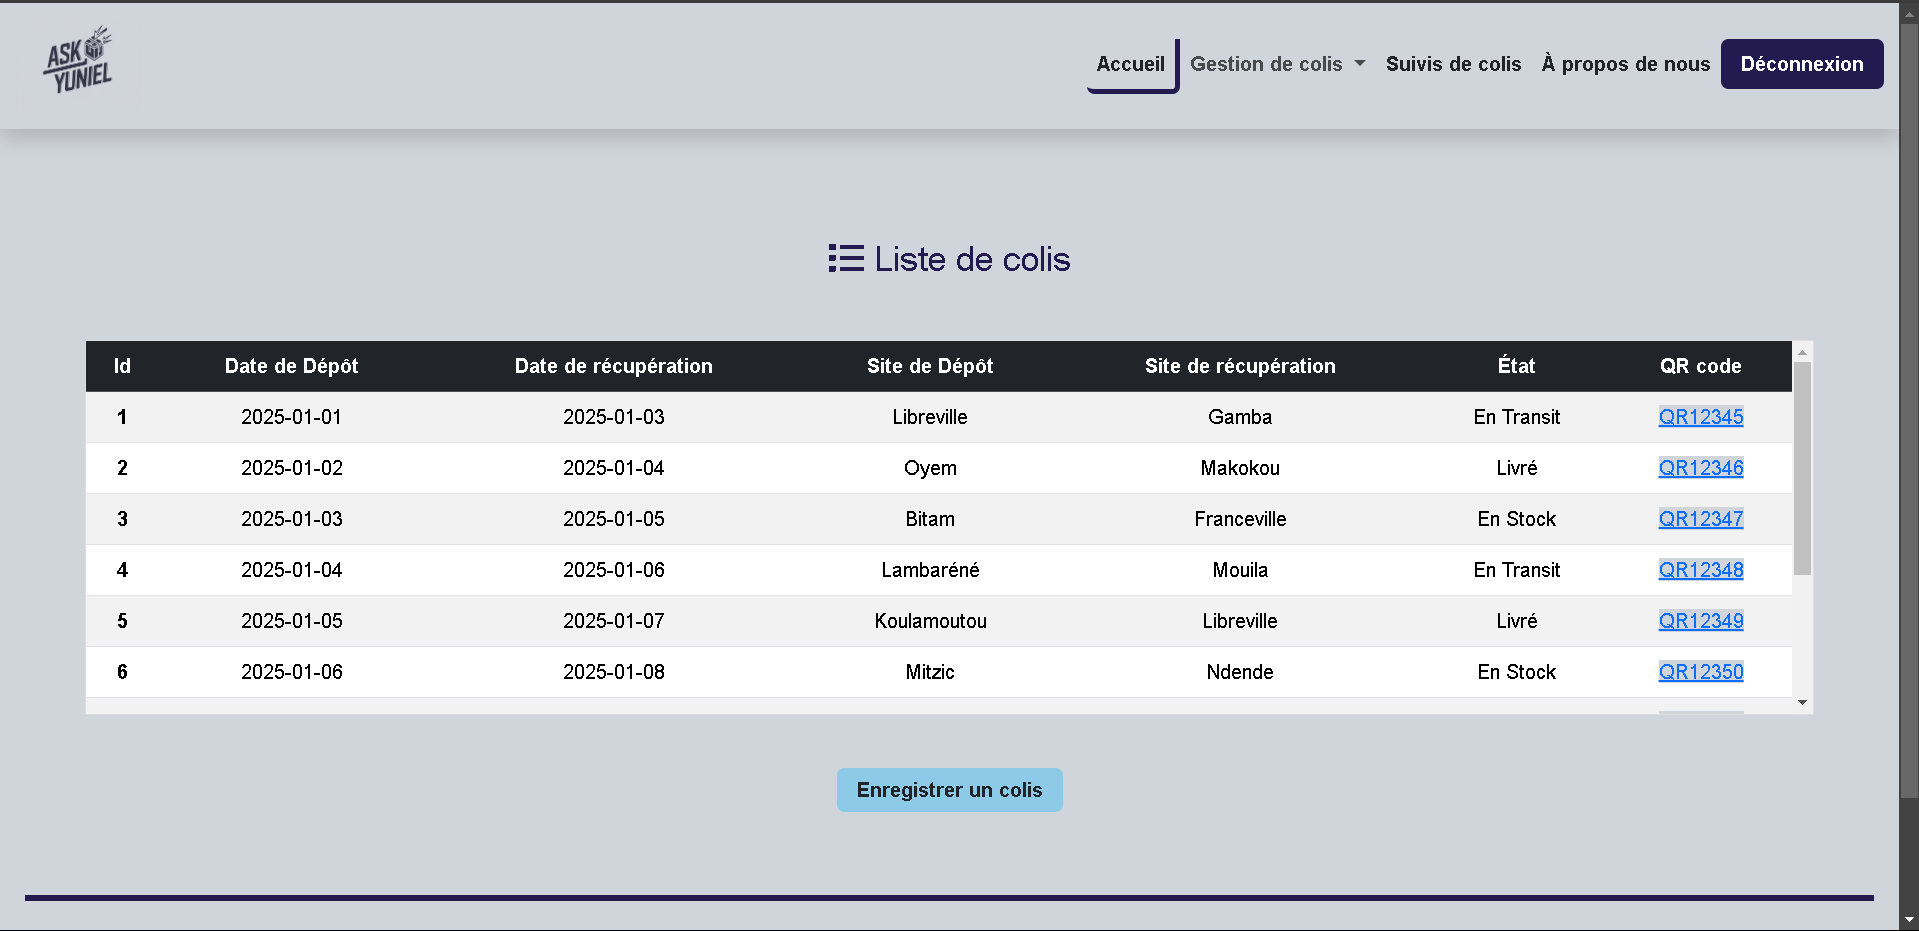 ASK
YUNIEL
Accueil Gestion de colis Suivis de colis À propos de nous Déconnexion
Liste de colis
Id Date de Dépôt Date de récupération Site de Dépôt Site de récupération État QR code
1 2025-01-01 2025-01-03 Libreville Gamba En Transit QR12345
2 2025-01-02 2025-01-04 Oyem Makokou Livré QR12346
3 2025-01-03 2025-01-05 Bitam Franceville En Stock QR12347
4 2025-01-04 2025-01-06 Lambaréné Mouila En Transit QR12348
5 2025-01-05 2025-01-07 Koulamoutou Libreville Livré QR12349
6 2025-01-06 2025-01-08 Mitzic Ndende En Stock QR12350
Enregistrer un colis